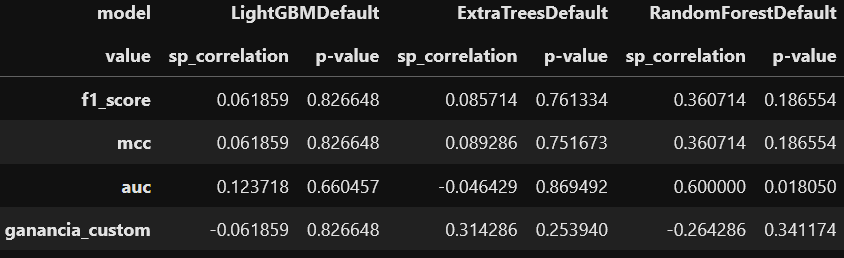 model LightGBMDefault ExtraTreesDefault RandomForestDefault
value sp_correlation p-value sp_correlation p-value sp_correlation p-value
f1_score 0.061859 0.826648 0.085714 0.761334 0.360714 0.186554
mcc 0.061859 0.826648 0.089286 0.751673 0.360714 0.186554
auc 0.123718 0.660457 -0.046429 0.869492 0.600000 0.018050
ganancia_custom -0.061859 0.826648 0.314286 0.253940 -0.264286 0.341174